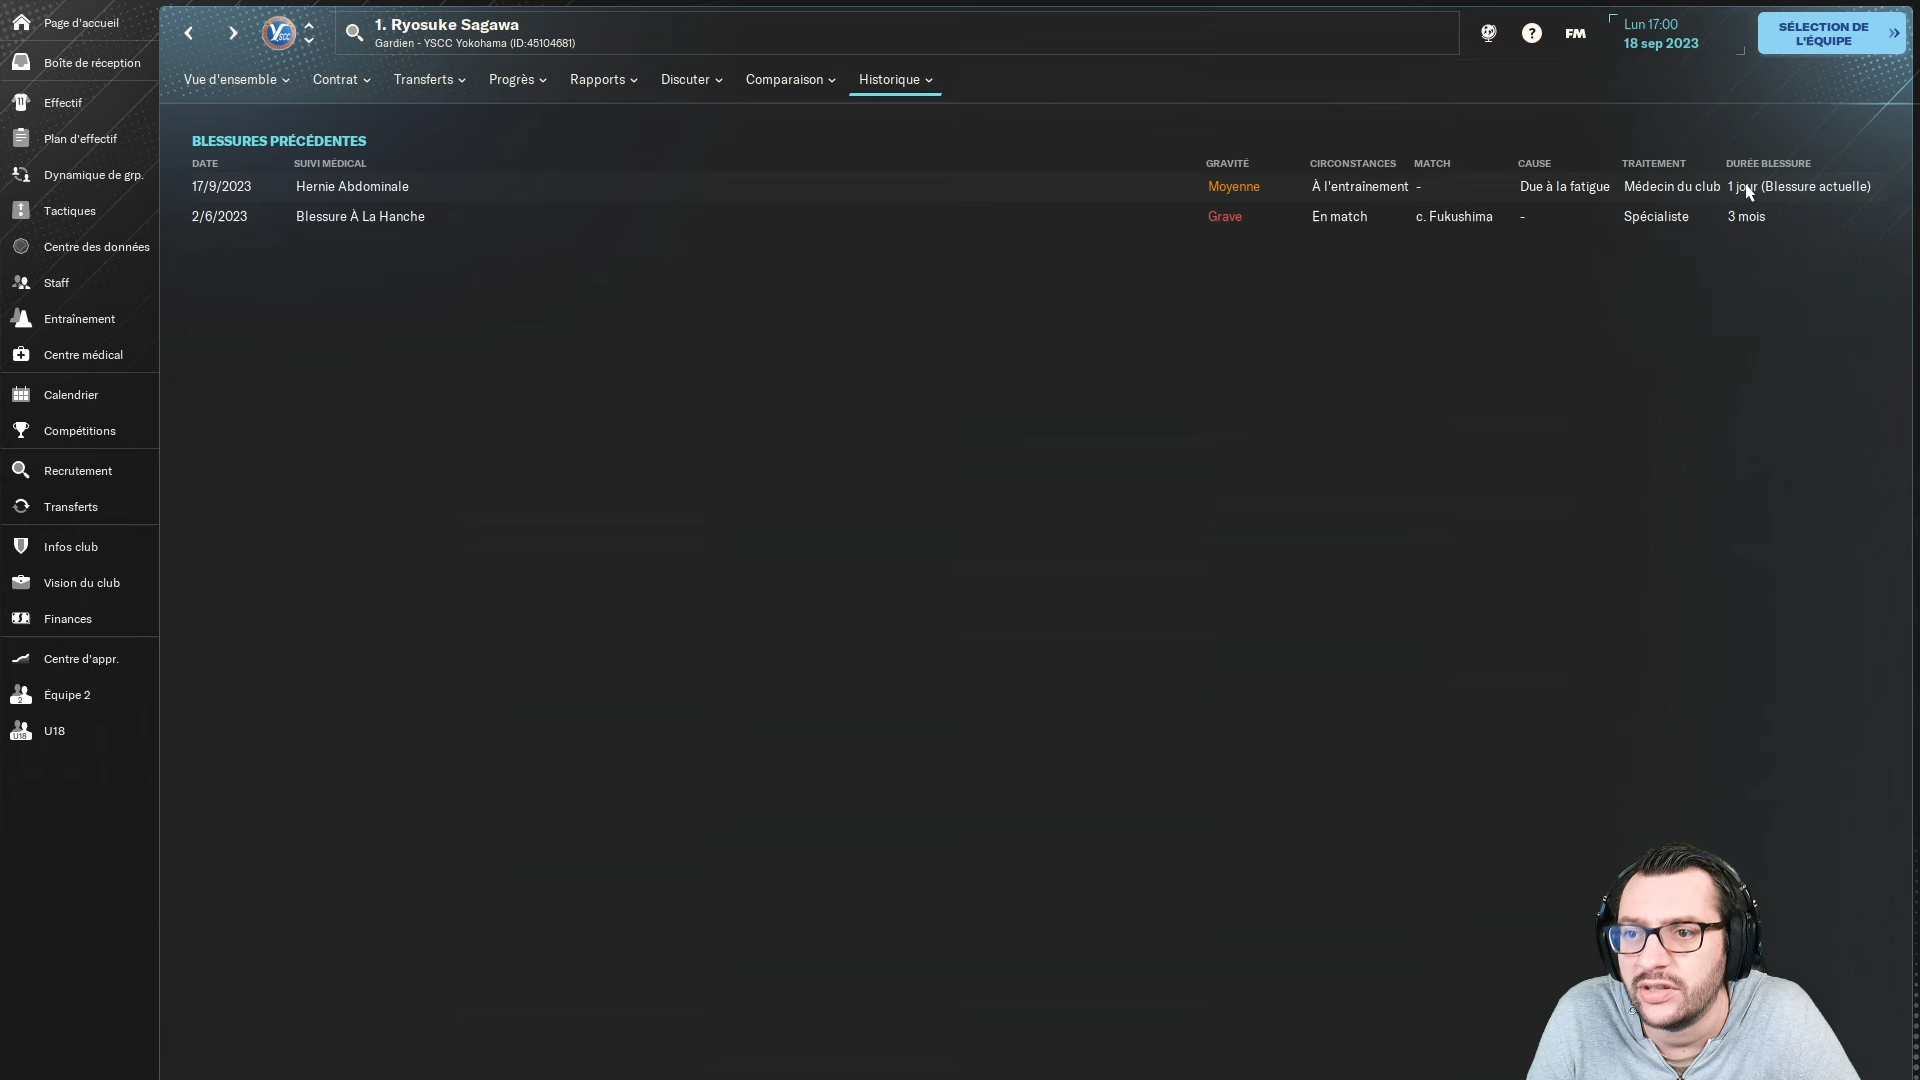 Page d'accueil
Boîte de réception
Effectif
Plan d'effectif
Dynamique de grp.
Tactiques
Centre des données
Staff
Entraînement
Centre médical
Calendrier
Compétitions
Recrutement
Transferts
Infos club
Vision du club
Finances
Centre d'appr.
2
Équipe 2
U18
U18
YSCC
1. Ryosuke Sagawa
Gardien - YSCC Yokohama (ID:45104681)
?
FM
Lun 17:00
18 sep 2023
SÉLECTION DE
L'ÉQUIPE
Vue d'ensemble Contrat Transferts Progrès Rapports Discuter Comparaison Historique
BLESSURES PRÉCÉDENTES
DATE SUIVI MÉDICAL GRAVITÉ CIRCONSTANCES MATCH CAUSE TRAITEMENT DURÉE BLESSURE
17/9/2023 Hernie Abdominale Moyenne À l'entraînement - Due à la fatigue Médecin du club 1 jour (Blessure actuelle)
2/6/2023 Blessure À La Hanche Grave En match c. Fukushima - Spécialiste 3 mois